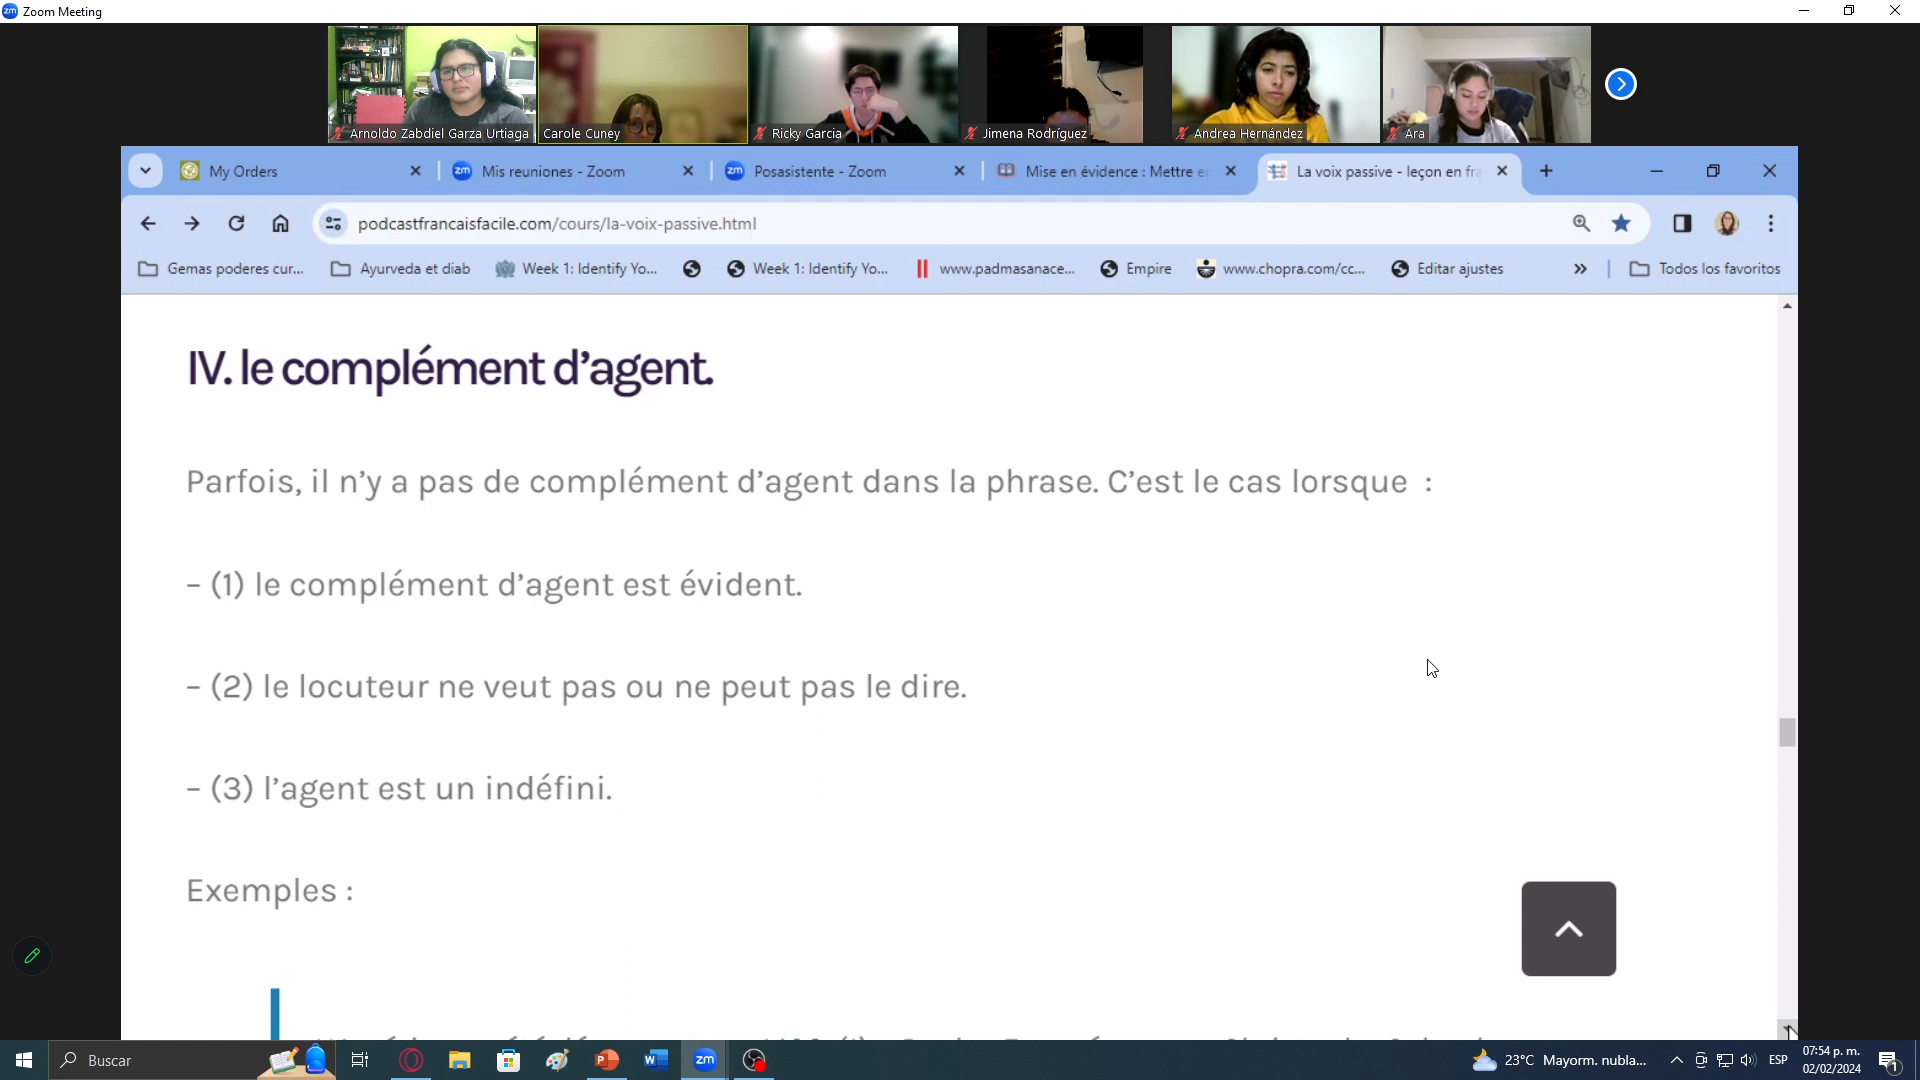 Zoom Meeting
Arnoldo Zabdiel Garza Urtiaga
Carole Cuney
Ricky Garcia
Jimena Rodríguez
Andrea Hernández
Ara
My Orders
Mis reuniones - Zoom
Posasistente - Zoom
Mise en évidence : Mettre e
La voix passive - leçon en fra
podcastfrancaisfacile.com/cours/la-voix-passive.html
Gemas poderes cur...
Ayurveda et diab
Week 1: Identify Yo...
Week 1: Identify Yo...
www.padmasanace...
Empire
www.chopra.com/cc...
Editar ajustes
Todos los favoritos
IV. le complément d'agent.
Parfois, il n'y a pas de complément d'agent dans la phrase. C'est le cas lorsque :
– (1) le complément d'agent est évident.
– (2) le locuteur ne veut pas ou ne peut pas le dire.
– (3) l'agent est un indéfini.
Exemples :
Buscar
23°C Mayorm. nubla...
ESP
07:54 p. m.
02/02/2024